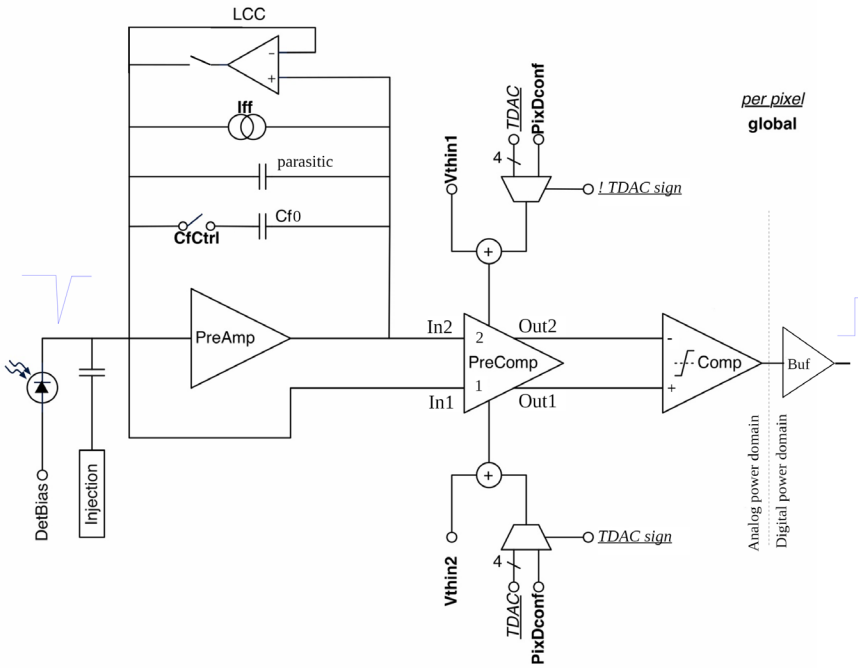 LCC
-
+
Iff
parasitic
Cf0
CfCtrl
TDAC
PixDconf
Vthin1
4
! TDAC sign
per pixel
global
+
PreAmp
In2
2
Out2
PreComp
1
In1
Out1
-
Comp
+
Buf
DetBias
Injection
+
Analog power domain
Digital power domain
TDAC sign
4
Vthin2
TDAC
PixDconf